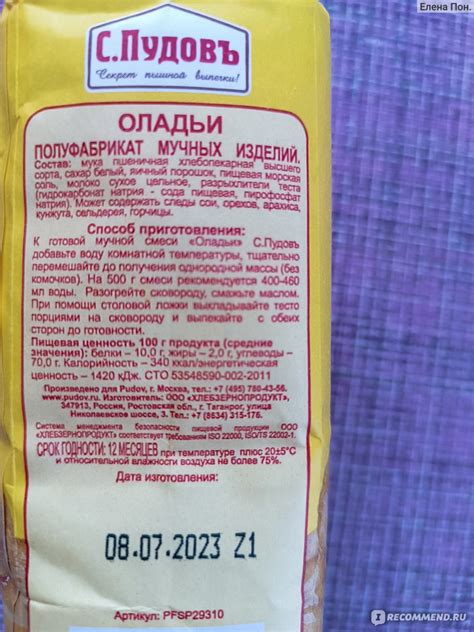 Елена Пон.
С.ПУДОВЪ
Секрет пышной выпечки!
ОЛАДЬИ
ПОЛУФАБРИКАТ МУЧНЫХ ИЗДЕЛИЙ.
Состав: мука пшеничная хлебопекарная высшего
сорта, сахар белый, яичный порошок, пищевая морская
соль, молоко сухое цельное, разрыхлители теста
(гидрокарбонат натрия - сода пищевая, пирофосфат
натрия). Может содержать следы сои, орехов, арахиса,
кунжута, сельдерея, горчицы.
Способ приготовления:
К готовой мучной смеси «Оладьи» С.Пудовъ
добавьте воду комнатной температуры, тщательно
перемешайте до получения однородной массы (без
комочков). На 500 г смеси рекомендуется 400-460
мл воды. Разогрейте сковороду, смажьте маслом.
При помощи столовой ложки выкладывайте тесто
порциями на сковороду и выпекайте с обеих
сторон до готовности.
Пищевая ценность 100 г продукта (средние
значения): белки – 10,0 г, жиры – 2,0 г, углеводы –
70,0 г. Калорийность – 340 ккал/энергетическая
ценность – 1420 кДж. СТО 53548590-002-2011
Произведено для Pudov, г. Москва, тел.: +7 (495) 786-43-56.
www.pudov.ru. Изготовитель: ООО «ХЛЕБЗЕРНОПРОДУКТ»,
347913, Россия, Ростовская обл., г. Таганрог, улица
Николаевское шоссе, 3. Тел.: +7 (8634) 315-176.
Система менеджмента безопасности пищевой продукции ООО
«ХЛЕБЗЕРНОПРОДУКТ» соответствует требованиям ISO 22000, ISO/TS 22002-1.
СРОК ГОДНОСТИ: 12 МЕСЯЦЕВ при температуре плюс 20±5°С
и относительной влажности воздуха не более 75%.
Дата изготовления:
08.07.2023 Z1
Артикул: PFSP29310
IRECOMMEND.RU